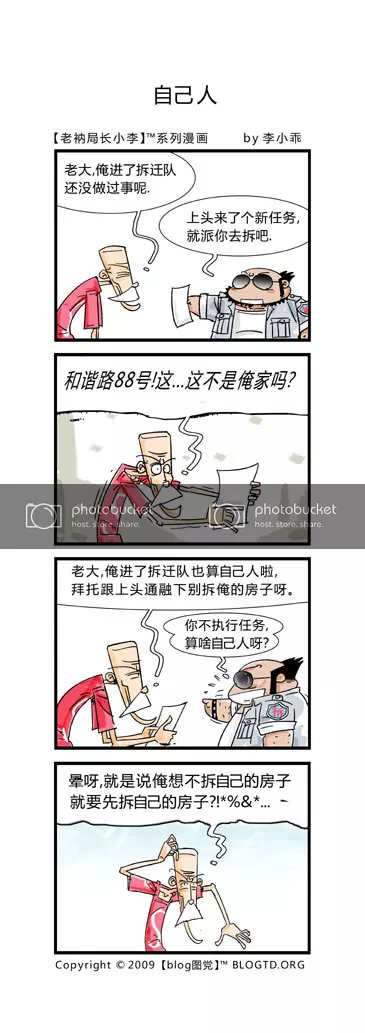 自己人
【老衲局长小李】™系列漫画 by 李小乖
老大,俺进了拆迁队
还没做过事呢.
上头来了个新任务,
就派你去拆吧.
和谐路88号!这...这不是俺家吗?
photobucket
host. store. share.
photobucket
host. store. share.
老大,俺进了拆迁队也算自己人啦,
拜托跟上头通融下别拆俺的房子呀。
你不执行任务,
算啥自己人呀?
拆
晕呀,就是说俺想不拆自己的房子
就要先拆自己的房子?!*%&*...
Copyright © 2009【blog图党】™ BLOGTD.ORG